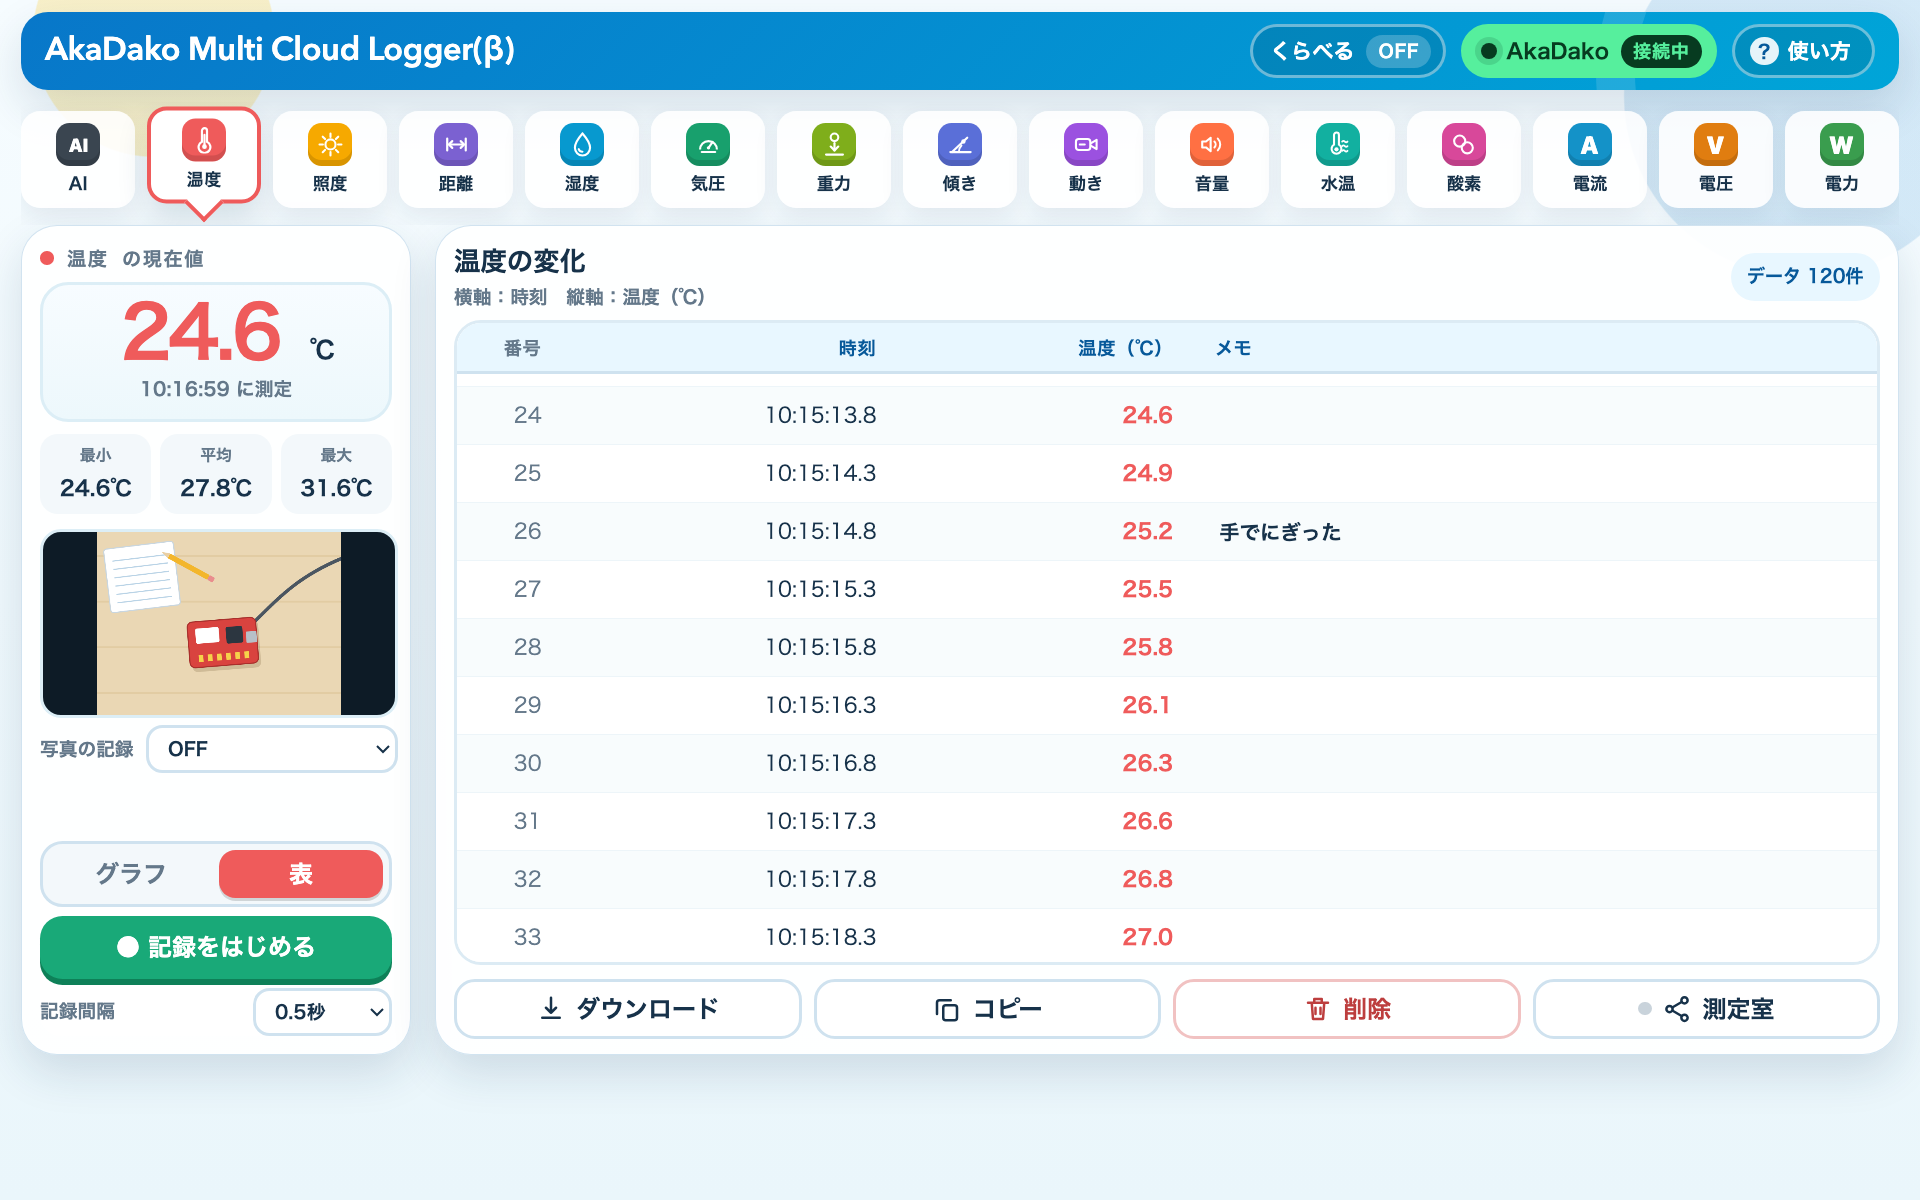 AkaDako Multi Cloud Logger(β)
くらべる OFF
AkaDako 接続中
? 使い方
AI
AI
温度
照度
距離
湿度
気圧
重力
傾き
動き
音量
水温
酸素
A
電流
V
電圧
W
電力
温度 の現在値
24.6 ℃
10:16:59 に測定
最小
24.6℃
平均
27.8℃
最大
31.6℃
写真の記録 OFF
グラフ 表
記録をはじめる
記録間隔 0.5秒
温度の変化
横軸：時刻 縦軸：温度（℃）
データ 120件
番号 時刻 温度（℃） メモ
24 10:15:13.8 24.6
25 10:15:14.3 24.9
26 10:15:14.8 25.2 手でにぎった
27 10:15:15.3 25.5
28 10:15:15.8 25.8
29 10:15:16.3 26.1
30 10:15:16.8 26.3
31 10:15:17.3 26.6
32 10:15:17.8 26.8
33 10:15:18.3 27.0
ダウンロード
コピー
削除
測定室